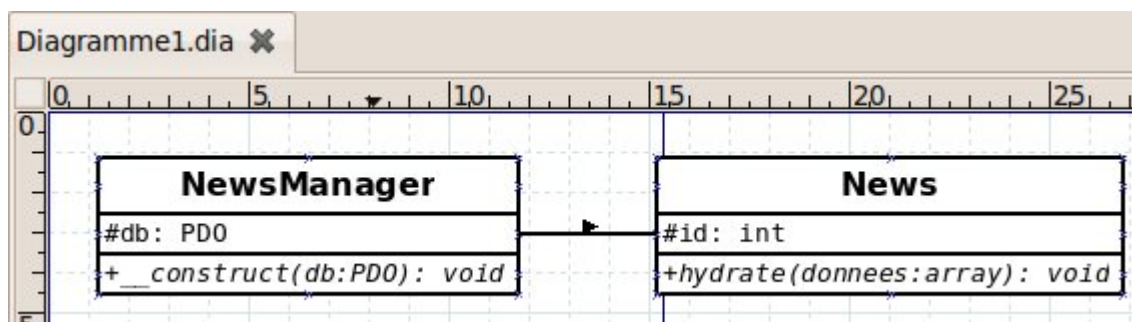 Diagramme1.dia
0 5 10 15 20 25
0
NewsManager
News
#db: PDO
#id: int
+__construct(db:PDO): void
+hydrate(donnees:array): void
5